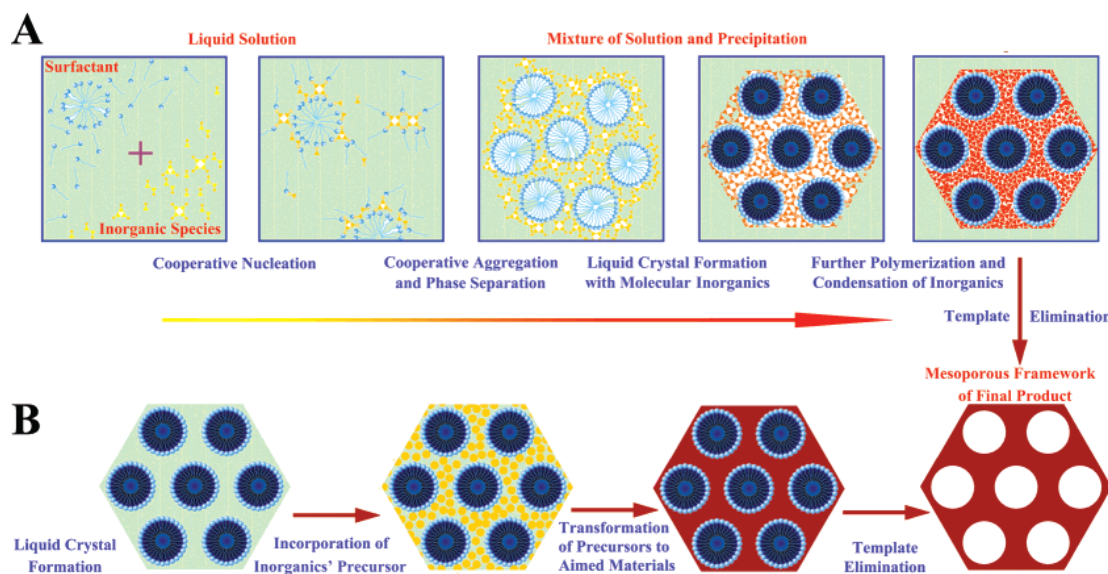 A
Liquid Solution
Mixture of Solution and Precipitation
Surfactant
Inorganic Species
Cooperative Nucleation
Cooperative Aggregation
and Phase Separation
Liquid Crystal Formation
with Molecular Inorganics
Further Polymerization and
Condensation of Inorganics
Template Elimination
Mesoporous Framework
of Final Product
B
Liquid Crystal
Formation
Incorporation of
Inorganics' Precursor
Transformation
of Precursors to
Aimed Materials
Template
Elimination